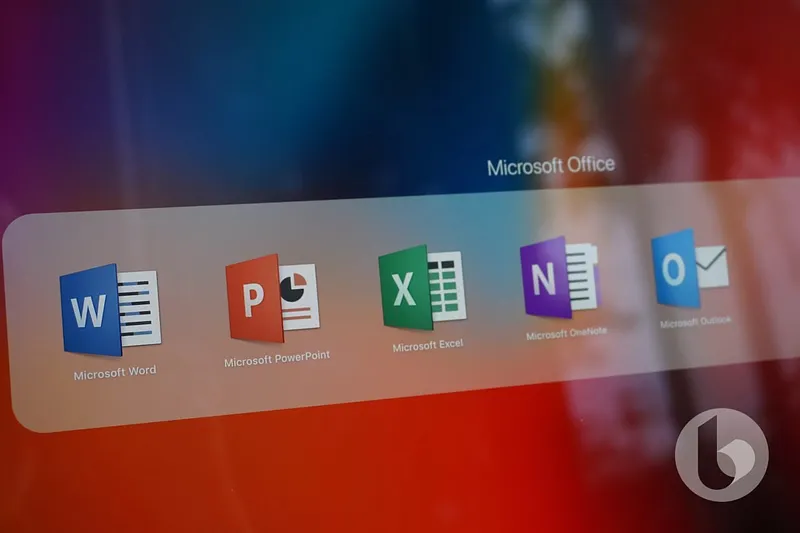 Microsoft Office
W
P
X
N
O
Microsoft Word
Microsoft PowerPoint
Microsoft Excel
Microsoft OneNote
Microsoft Outlook
b